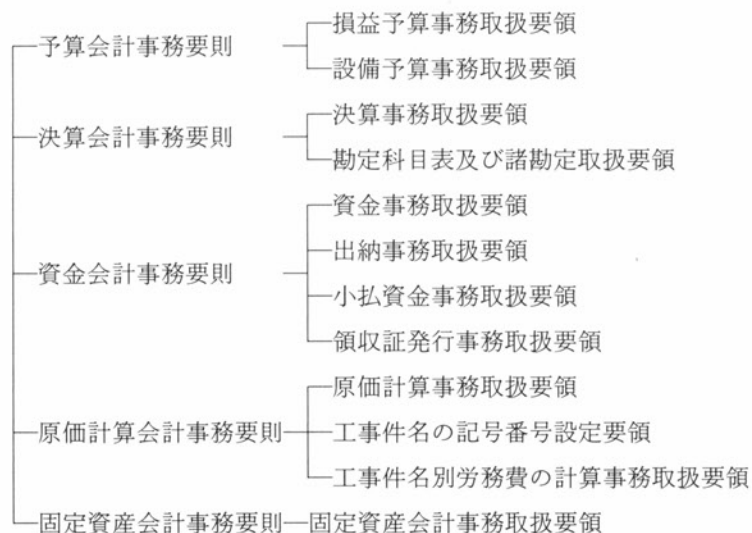 予算会計事務要則
損益予算事務取扱要領
設備予算事務取扱要領
決算会計事務要則
決算事務取扱要領
勘定科目表及び諸勘定取扱要領
資金会計事務要則
資金事務取扱要領
出納事務取扱要領
小払資金事務取扱要領
領収証発行事務取扱要領
原価計算会計事務要則
原価計算事務取扱要領
工事件名の記号番号設定要領
工事件名別労務費の計算事務取扱要領
固定資産会計事務要則
固定資産会計事務取扱要領